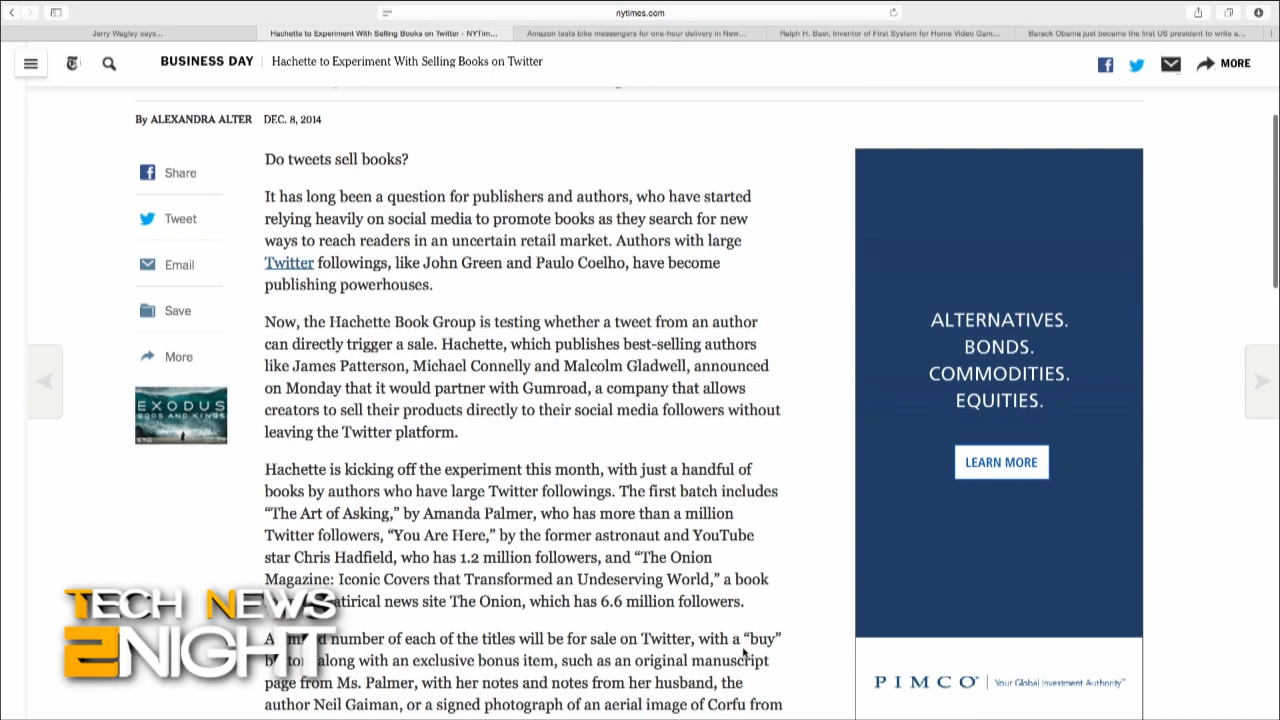 nytimes.com
Jerry Wagley says...
Hachette to Experiment With Selling Books on Twitter - NYTim...
Amazon tests bike messengers for one-hour delivery in New...
Ralph H. Baer, Inventor of First System for Home Video Gam...
Barack Obama just became the first US president to write a...
BUSINESS DAY
Hachette to Experiment With Selling Books on Twitter
MORE
By ALEXANDRA ALTER DEC. 8, 2014
Share
Tweet
Email
Save
More
EXODUS
GODS AND KINGS
Do tweets sell books?
It has long been a question for publishers and authors, who have started
relying heavily on social media to promote books as they search for new
ways to reach readers in an uncertain retail market. Authors with large
Twitter followings, like John Green and Paulo Coelho, have become
publishing powerhouses.
Now, the Hachette Book Group is testing whether a tweet from an author
can directly trigger a sale. Hachette, which publishes best-selling authors
like James Patterson, Michael Connelly and Malcolm Gladwell, announced
on Monday that it would partner with Gumroad, a company that allows
creators to sell their products directly to their social media followers without
leaving the Twitter platform.
Hachette is kicking off the experiment this month, with just a handful of
books by authors who have large Twitter followings. The first batch includes
“The Art of Asking,” by Amanda Palmer, who has more than a million
Twitter followers, “You Are Here,” by the former astronaut and YouTube
star Chris Hadfield, who has 1.2 million followers, and “The Onion
Magazine: Iconic Covers that Transformed an Undeserving World,” a book
satirical news site The Onion, which has 6.6 million followers.
A number of each of the titles will be for sale on Twitter, with a “buy”
along with an exclusive bonus item, such as an original manuscript
page from Ms. Palmer, with her notes and notes from her husband, the
author Neil Gaiman, or a signed photograph of an aerial image of Corfu from
ALTERNATIVES.
BONDS.
COMMODITIES.
EQUITIES.
LEARN MORE
PIMCO
Your Global Investment Authority
TECH NEWS
2NIGHT